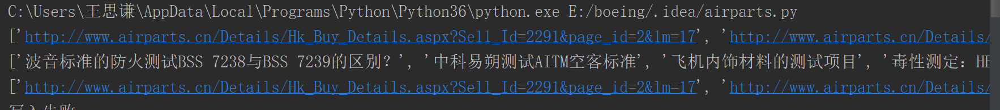 C:\Users\王思谦\AppData\Local\Programs\Python\Python36\python.exe E:/boeing/.idea/airparts.py
['http://www.airparts.cn/Details/Hk_Buy_Details.aspx?Sell_Id=2291&page_id=2&lm=17', 'http://www.airparts.cn/Details/
['波音标准的防火测试BSS 7238与BSS 7239的区别？', '中科易朔测试AITM空客标准', '飞机内饰材料的测试项目', '毒性测定：HE
['http://www.airparts.cn/Details/Hk_Buy_Details.aspx?Sell_Id=2291&page_id=2&lm=17', 'http://www.airparts.cn/Details/